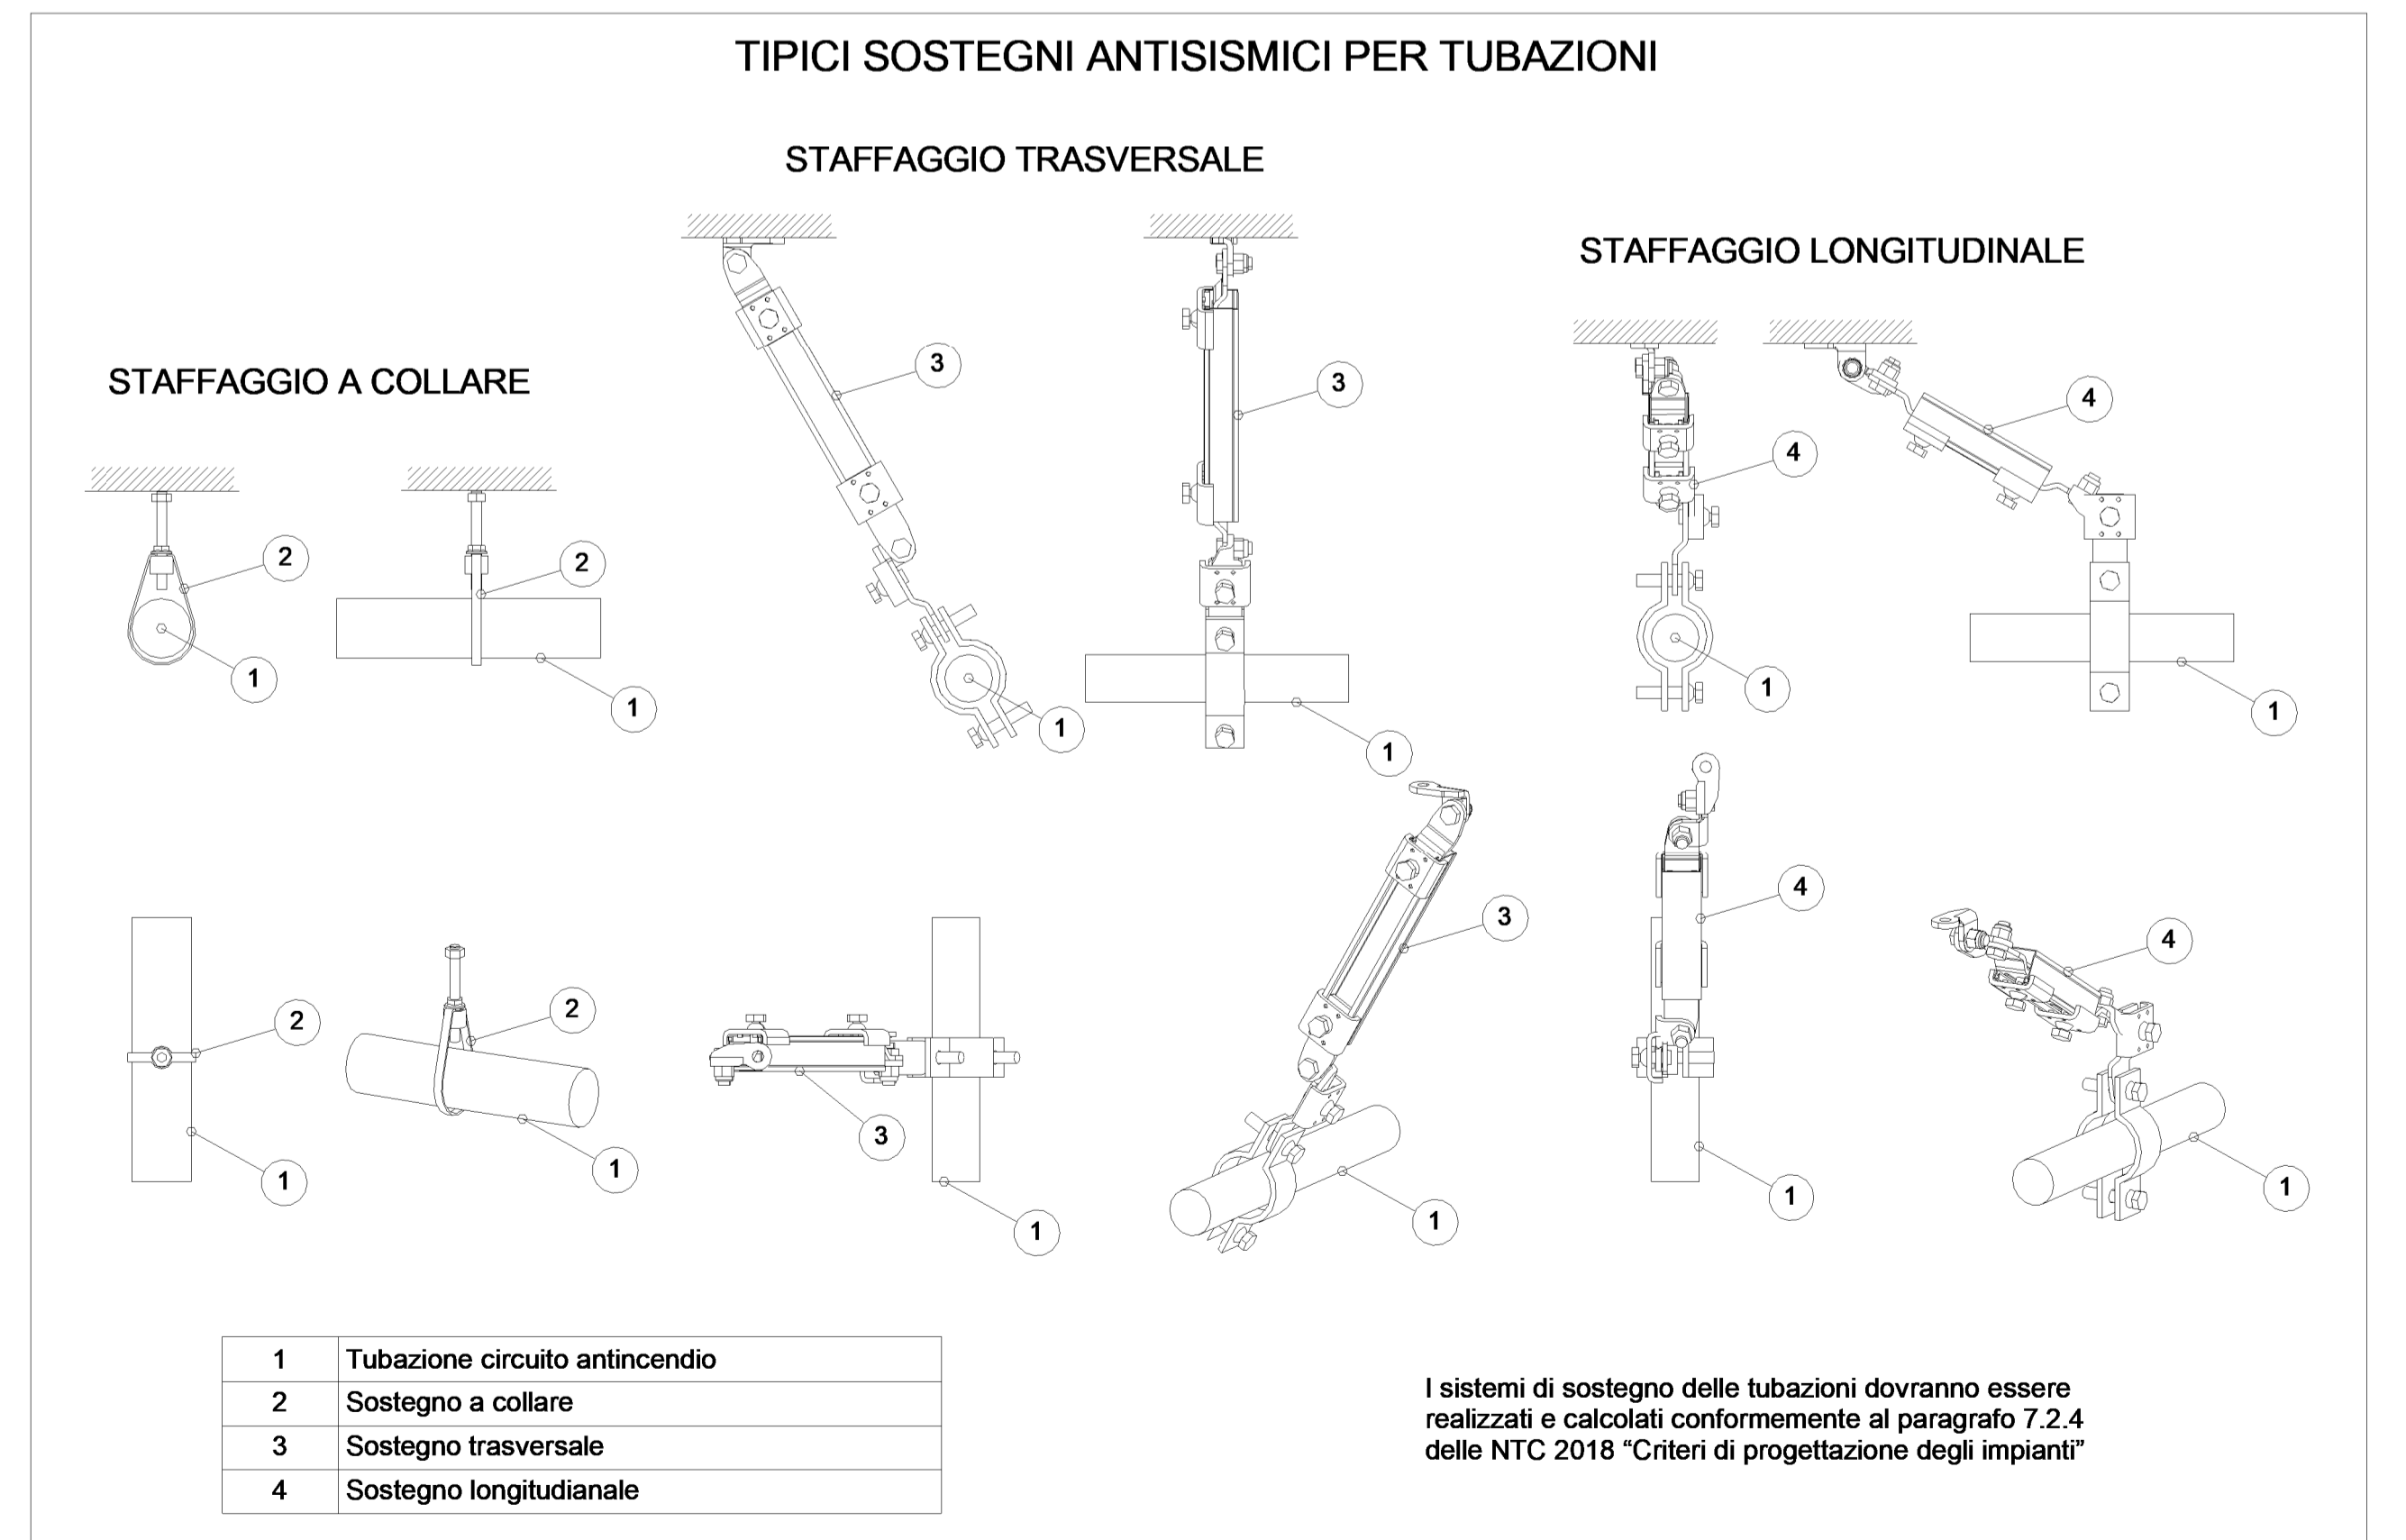 TIPICI SOSTEGNI ANTISISMICI PER TUBAZIONI
STAFFAGGIO TRASVERSALE
STAFFAGGIO LONGITUDINALE
STAFFAGGIO A COLLARE
3
3
4
4
2
2
1
1
1
1
1
1
3
4
4
2
2
3
1
1
1
1
1
1
1 Tubazione circuito antincendio
2 Sostegno a collare
3 Sostegno trasversale
4 Sostegno longitudianale
I sistemi di sostegno delle tubazioni dovranno essere
realizzati e calcolati conformemente al paragrafo 7.2.4
delle NTC 2018 “Criteri di progettazione degli impianti”